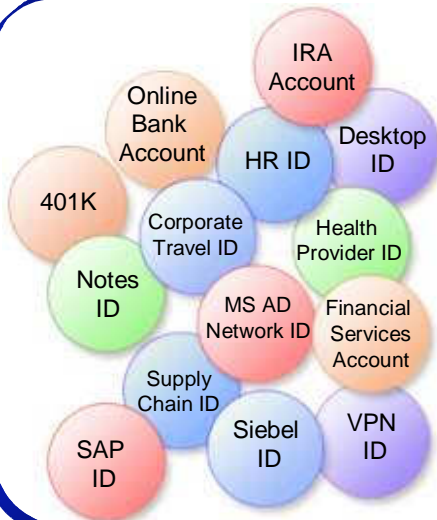 IRA
Account
Online
Bank
Account
Desktop
ID
HR ID
401K
Corporate
Travel ID
Health
Provider ID
Notes
ID
MS AD
Network ID
Financial
Services
Account
Supply
Chain ID
SAP
ID
Siebel
ID
VPN
ID